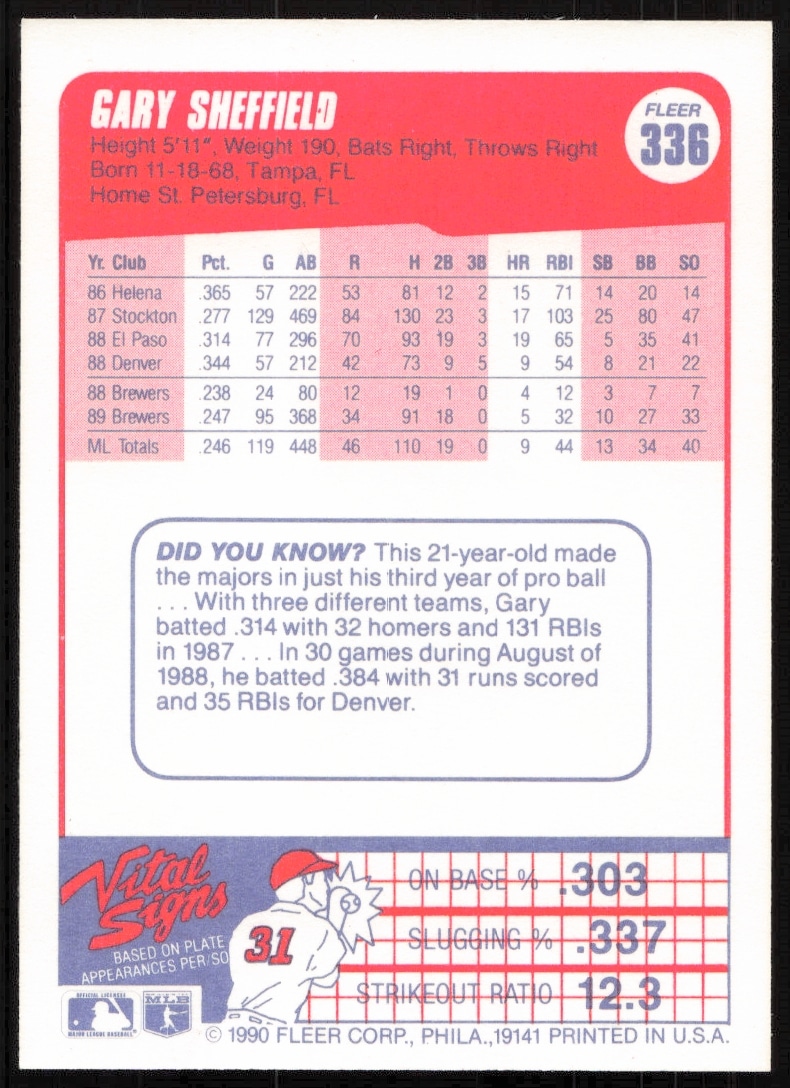 GARY SHEFFIELD
Height 5'11", Weight 190, Bats Right, Throws Right
Born 11-18-68, Tampa, FL
Home St. Petersburg, FL
FLEER
336
Yr. Club Pct. G AB R H 2B 3B HR RBI SB BB SO
86 Helena .365 57 222 53 81 12 2 15 71 14 20 14
87 Stockton .277 129 469 84 130 23 3 17 103 25 80 47
88 El Paso .314 77 296 70 93 19 3 19 65 5 35 41
88 Denver .344 57 212 42 73 9 5 9 54 8 21 22
88 Brewers .238 24 80 12 19 1 0 4 12 3 7 7
89 Brewers .247 95 368 34 91 18 0 5 32 10 27 33
ML Totals .246 119 448 46 110 19 0 9 44 13 34 40
DID YOU KNOW? This 21-year-old made
the majors in just his third year of pro ball
. . . With three different teams, Gary
batted .314 with 32 homers and 131 RBIs
in 1987 . . . In 30 games during August of
1988, he batted .384 with 31 runs scored
and 35 RBIs for Denver.
Vital
Signs
BASED ON PLATE
APPEARANCES PER/SO
31
ON BASE % .303
SLUGGING % .337
STRIKEOUT RATIO 12.3
OFFICIAL LICENSEE
MAJOR LEAGUE BASEBALL
MLB
© 1990 FLEER CORP., PHILA.,19141 PRINTED IN U.S.A.